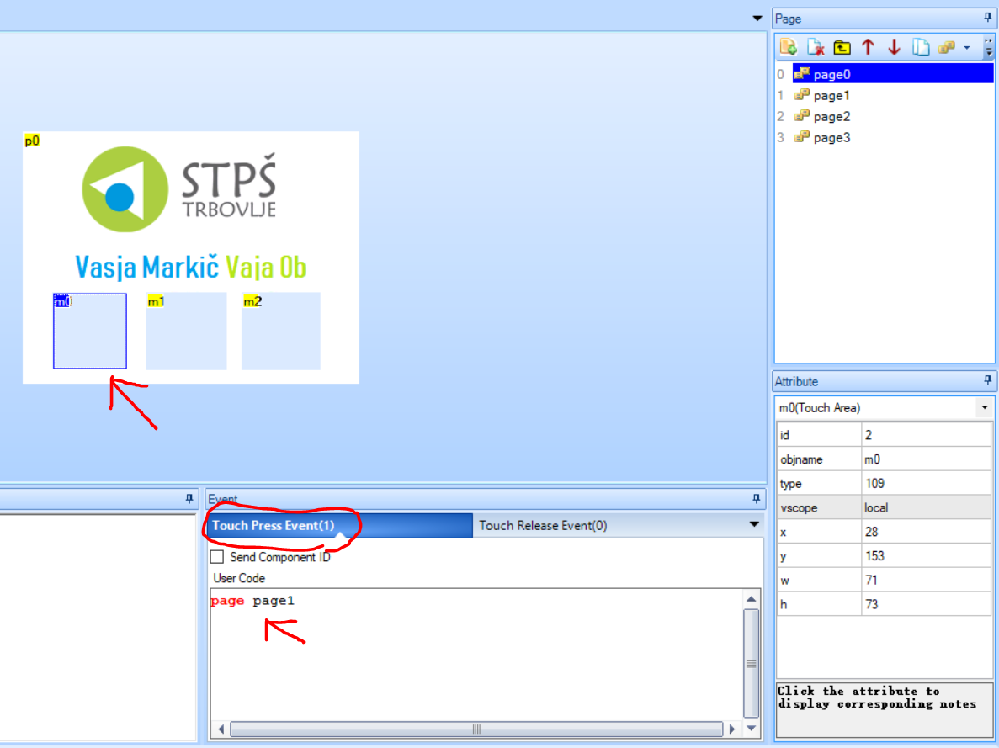 Page
0 page0
1 page1
2 page2
3 page3
p0
STPŠ
TRBOVLJE
Vasja Markič Vaja 0b
m0
m1
m2
Attribute
m0(Touch Area)
id 2
objname m0
type 109
vscope local
x 28
y 153
w 71
h 73
Click the attribute to
display corresponding notes
Event
Touch Press Event(1)
Touch Release Event(0)
Send Component ID
User Code
page page1